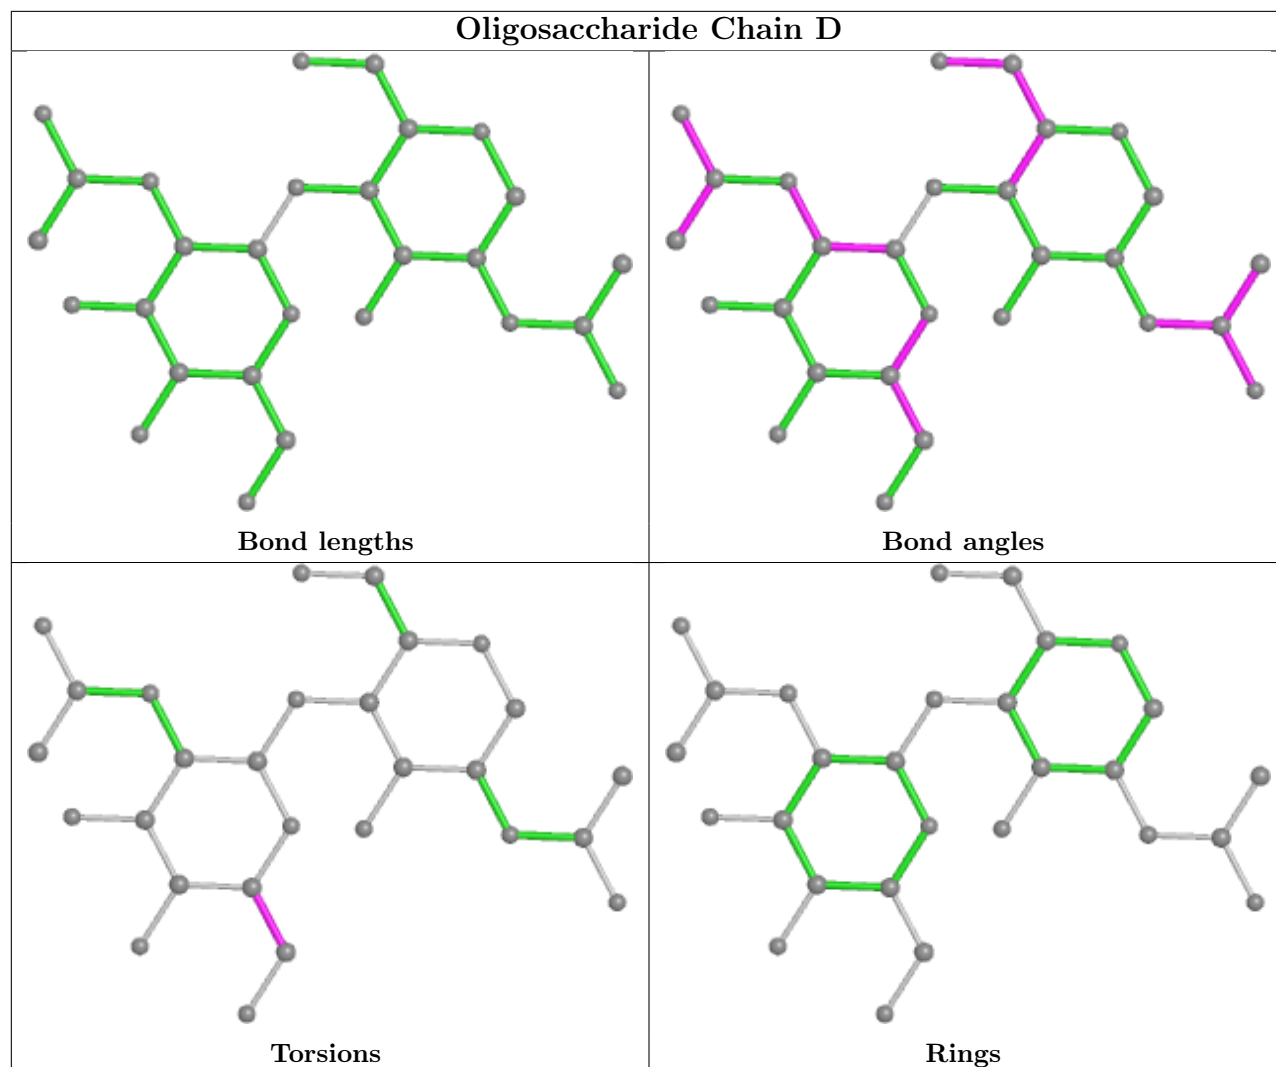 Oligosaccharide Chain D
Bond lengths
Bond angles
Torsions
Rings